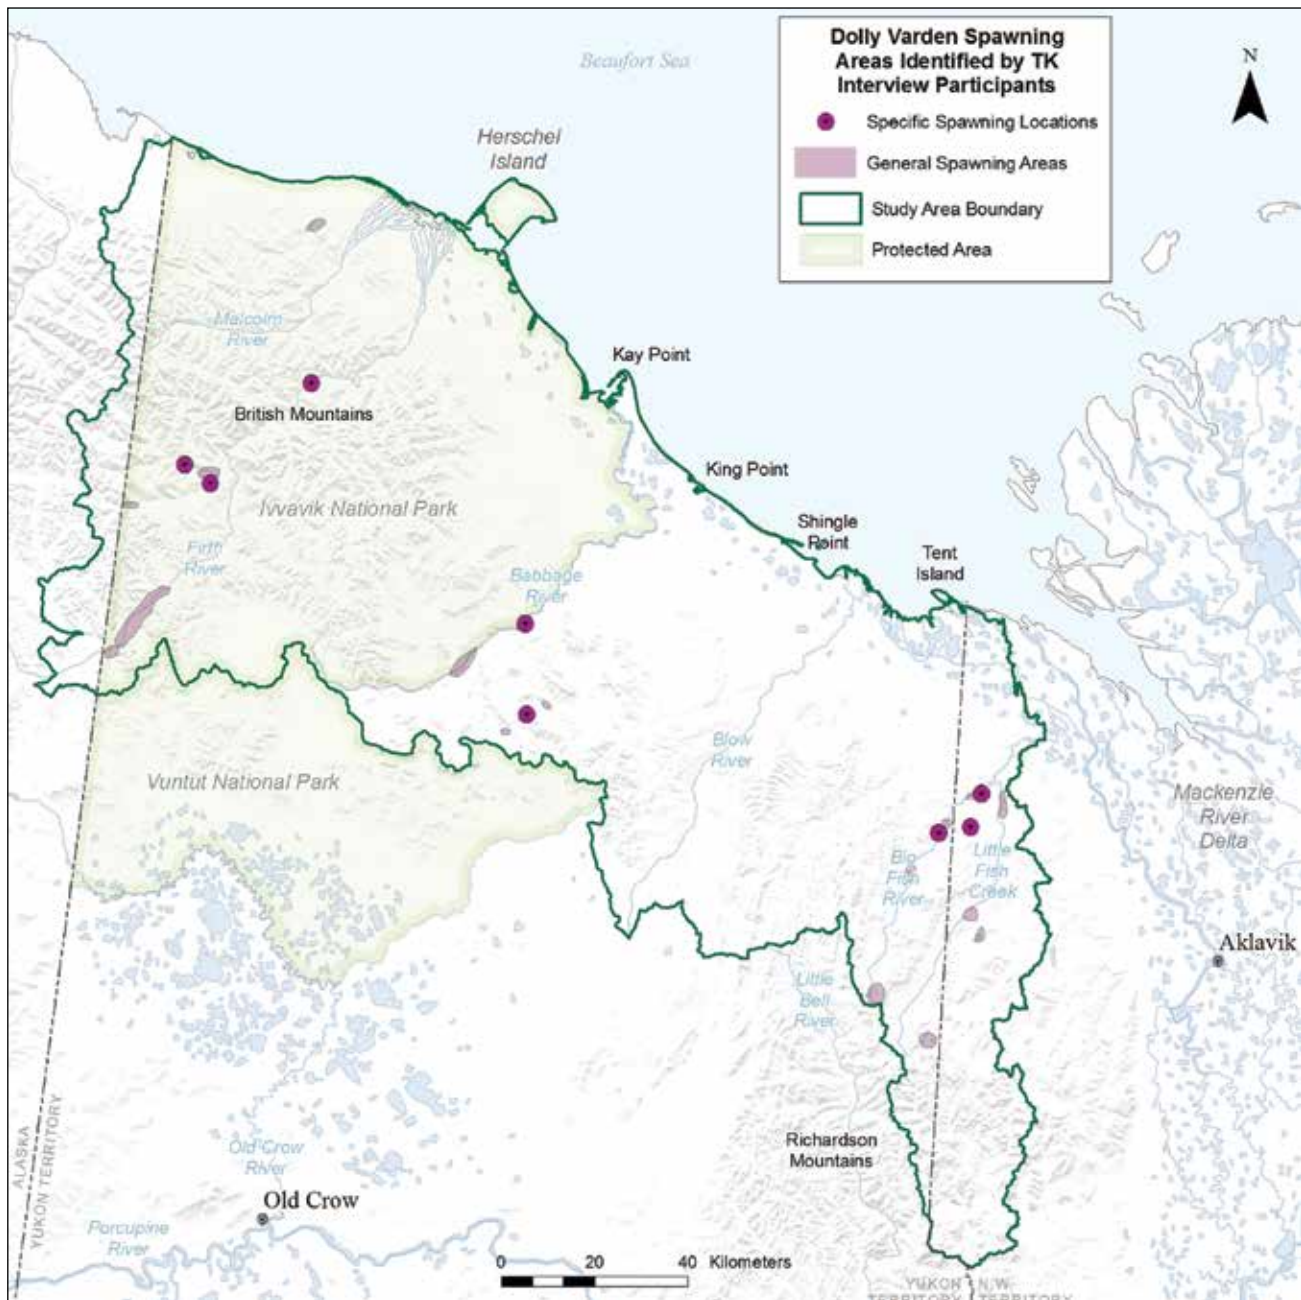 Beaufort Sea
Dolly Varden Spawning
Areas Identified by TK
Interview Participants
Specific Spawning Locations
General Spawning Areas
Study Area Boundary
Protected Area
N
Herschel
Island
Malcolm
River
Kay Point
British Mountains
King Point
Ivvavik National Park
Shingle
Point
Tent
Island
Firth
River
Babbage
River
Blow
River
Vuntut National Park
Mackenzie
River
Delta
Big
Fish
River
Little
Fish
Creek
Aklavik
Little
Bell
River
ALASKA
YUKON TERRITORY
Old Crow
River
Richardson
Mountains
Old Crow
Porcupine
River
0 20 40 Kilometers
YUKON N.W.
TERRITORY TERRITORY